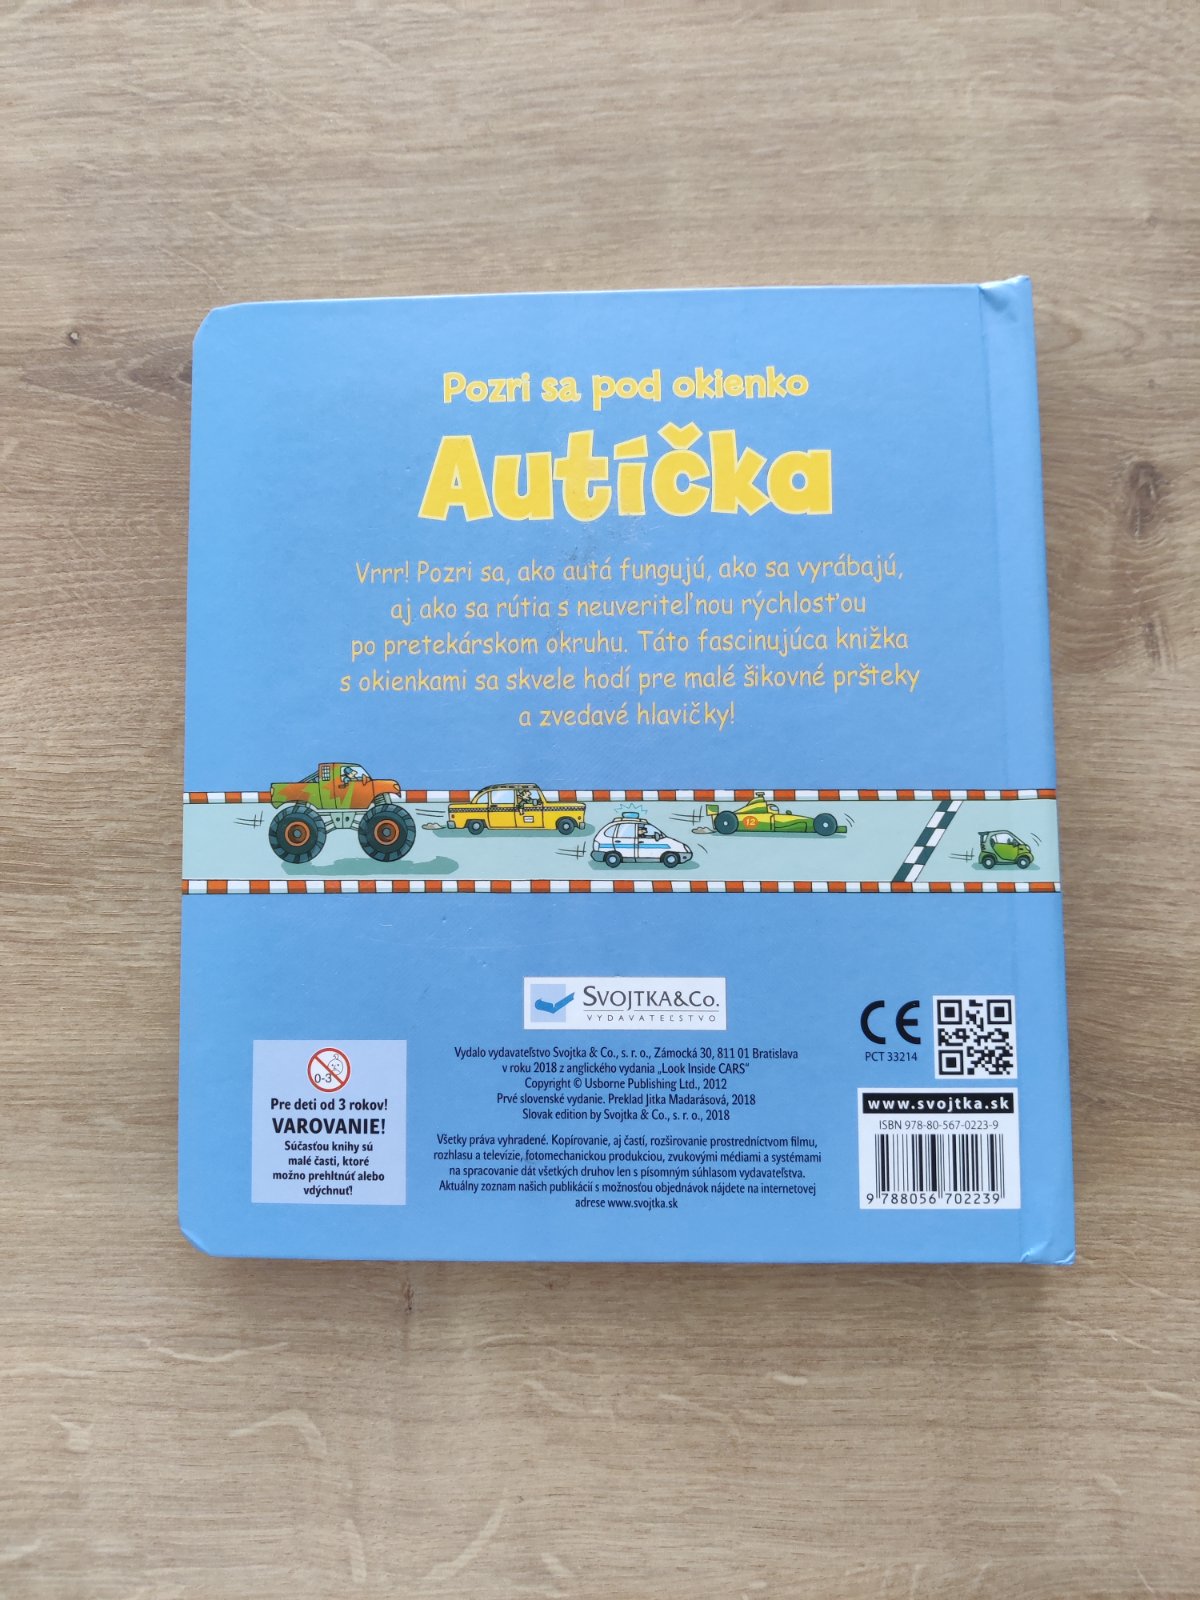 Pozri sa pod okienko
Autíčka
Vrrr! Pozri sa, ako autá fungujú, ako sa vyrábajú,
aj ako sa rútia s neuveriteľnou rýchlosťou
po pretekárskom okruhu. Táto fascinujúca knižka
s okienkami sa skvele hodí pre malé šikovné pršteky
a zvedavé hlavičky!
12
SVOJTKA&CO.
VYDAVATEĽSTVO
Vydalo vydavateľstvo Svojtka & Co., s. r. o., Zámocká 30, 811 01 Bratislava
v roku 2018 z anglického vydania „Look Inside CARS“
Copyright © Usborne Publishing Ltd., 2012
Prvé slovenské vydanie. Preklad Jitka Madarásová, 2018
Slovak edition by Svojtka & Co., s. r. o., 2018
Všetky práva vyhradené. Kopírovanie, aj častí, rozširovanie prostredníctvom filmu,
rozhlasu a televízie, fotomechanickou produkciou, zvukovými médiami a systémami
na spracovanie dát všetkých druhov len s písomným súhlasom vydavateľstva.
Aktuálny zoznam našich publikácií s možnosťou objednávok nájdete na internetovej
adrese www.svojtka.sk
0-3
Pre deti od 3 rokov!
VAROVANIE!
Súčasťou knihy sú
malé časti, ktoré
možno prehltnúť alebo
vdýchnuť!
CE
PCT 33214
www.svojtka.sk
ISBN 978-80-567-0223-9
9 788056 702239